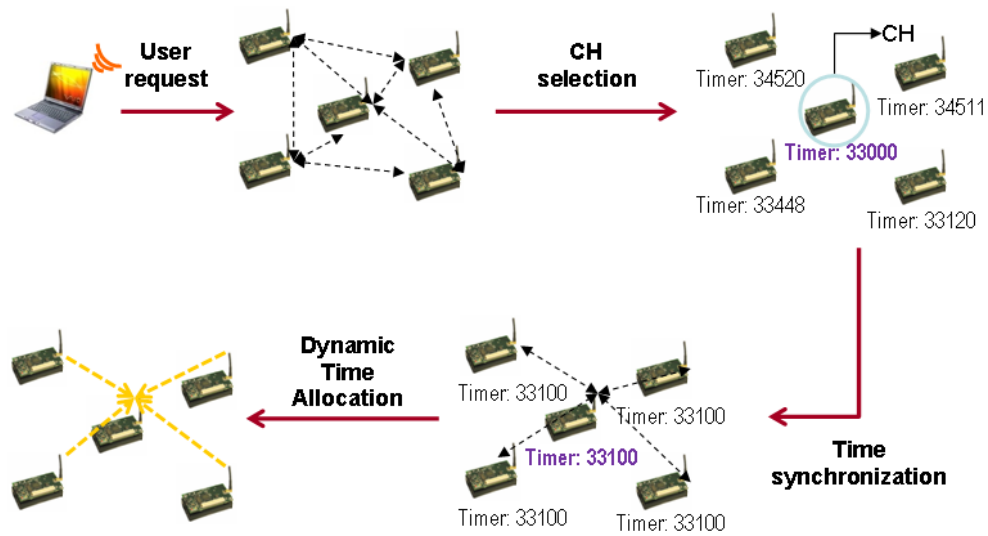 User
request
CH
selection
CH
Timer: 34520
Timer: 34511
Timer: 33000
Timer: 33448
Timer: 33120
Time
synchronization
Timer: 33100
Timer: 33100
Timer: 33100
Timer: 33100
Timer: 33100
Dynamic
Time
Allocation